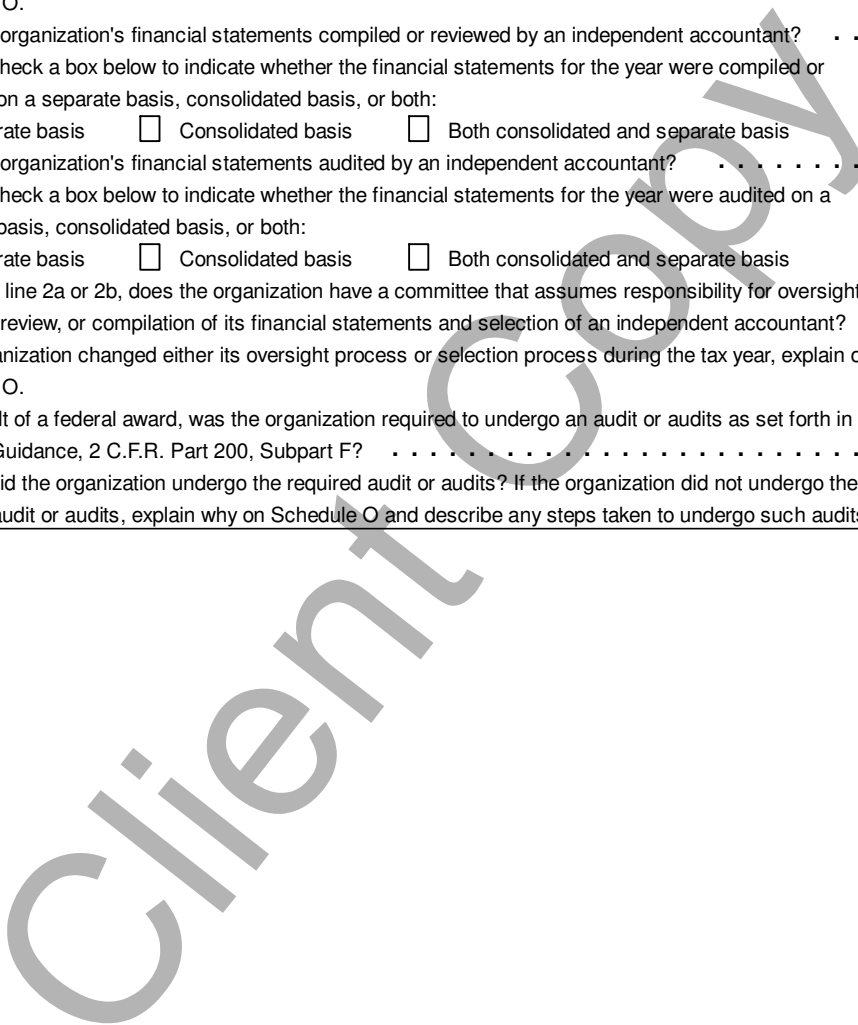 O.
organization's financial statements compiled or reviewed by an independent accountant? . .
heck a box below to indicate whether the financial statements for the year were compiled or
on a separate basis, consolidated basis, or both:
rate basis Consolidated basis Both consolidated and separate basis
organization's financial statements audited by an independent accountant? . . . . . . . .
heck a box below to indicate whether the financial statements for the year were audited on a
basis, consolidated basis, or both:
rate basis Consolidated basis Both consolidated and separate basis
line 2a or 2b, does the organization have a committee that assumes responsibility for oversight
review, or compilation of its financial statements and selection of an independent accountant?
anization changed either its oversight process or selection process during the tax year, explain o
O.
lt of a federal award, was the organization required to undergo an audit or audits as set forth in
Guidance, 2 C.F.R. Part 200, Subpart F? . . . . . . . . . . . . . . . . . . . . . . . . . .
id the organization undergo the required audit or audits? If the organization did not undergo the
audit or audits, explain why on Schedule O and describe any steps taken to undergo such audits
Client Copy